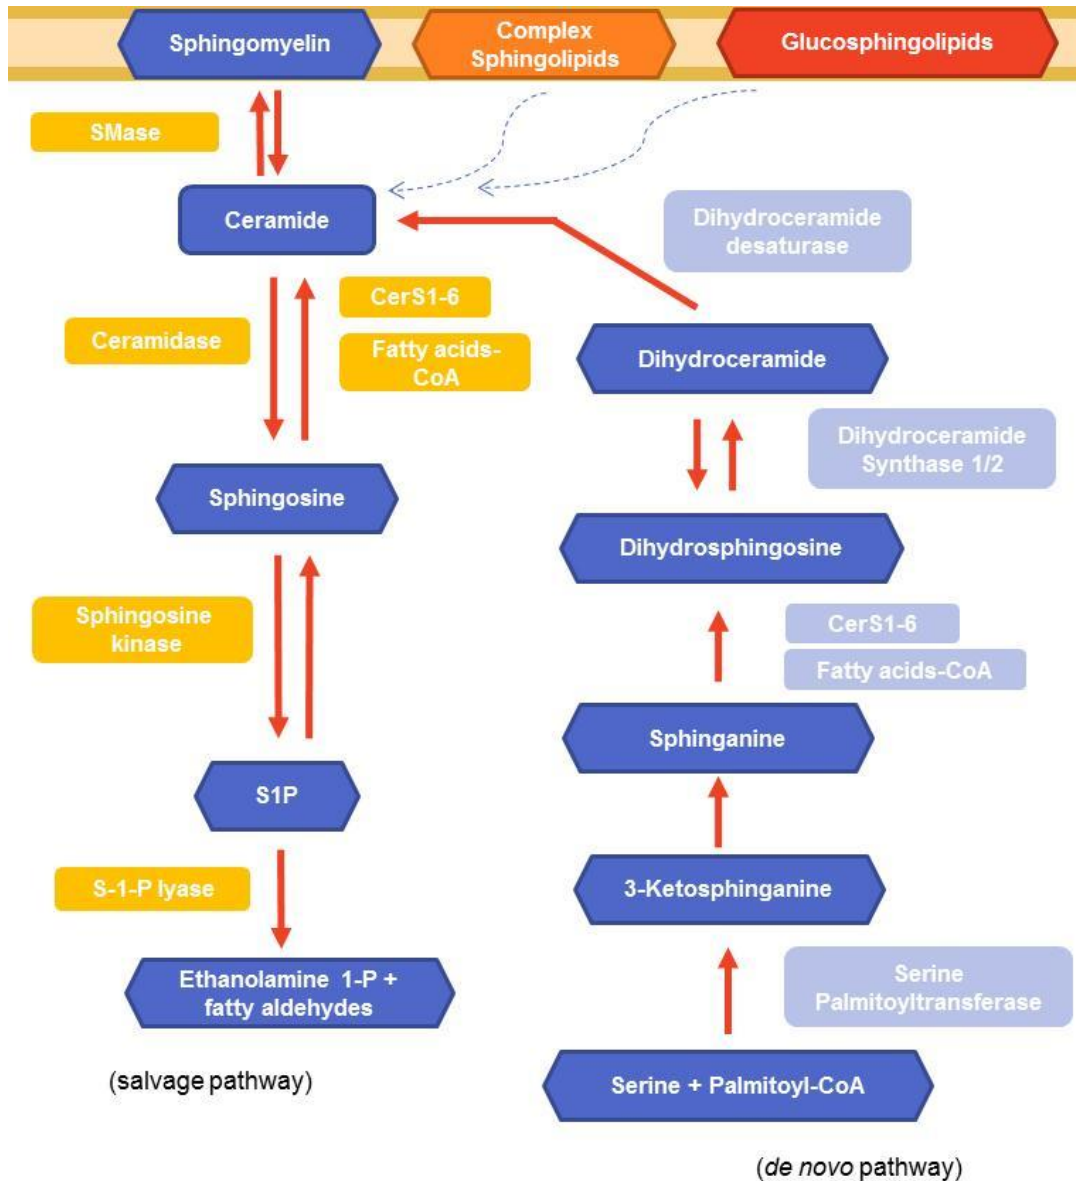 Sphingomyelin
Complex
Sphingolipids
Glucosphingolipids
SMase
Ceramide
Dihydroceramide
desaturase
CerS1-6
Ceramidase
Fatty acids-
CoA
Dihydroceramide
Dihydroceramide
Synthase 1/2
Sphingosine
Dihydrosphingosine
Sphingosine
kinase
CerS1-6
Fatty acids-CoA
Sphinganine
S1P
S-1-P lyase
3-Ketosphinganine
Ethanolamine 1-P +
fatty aldehydes
Serine
Palmitoyltransferase
(salvage pathway)
Serine + Palmitoyl-CoA
(de novo pathway)